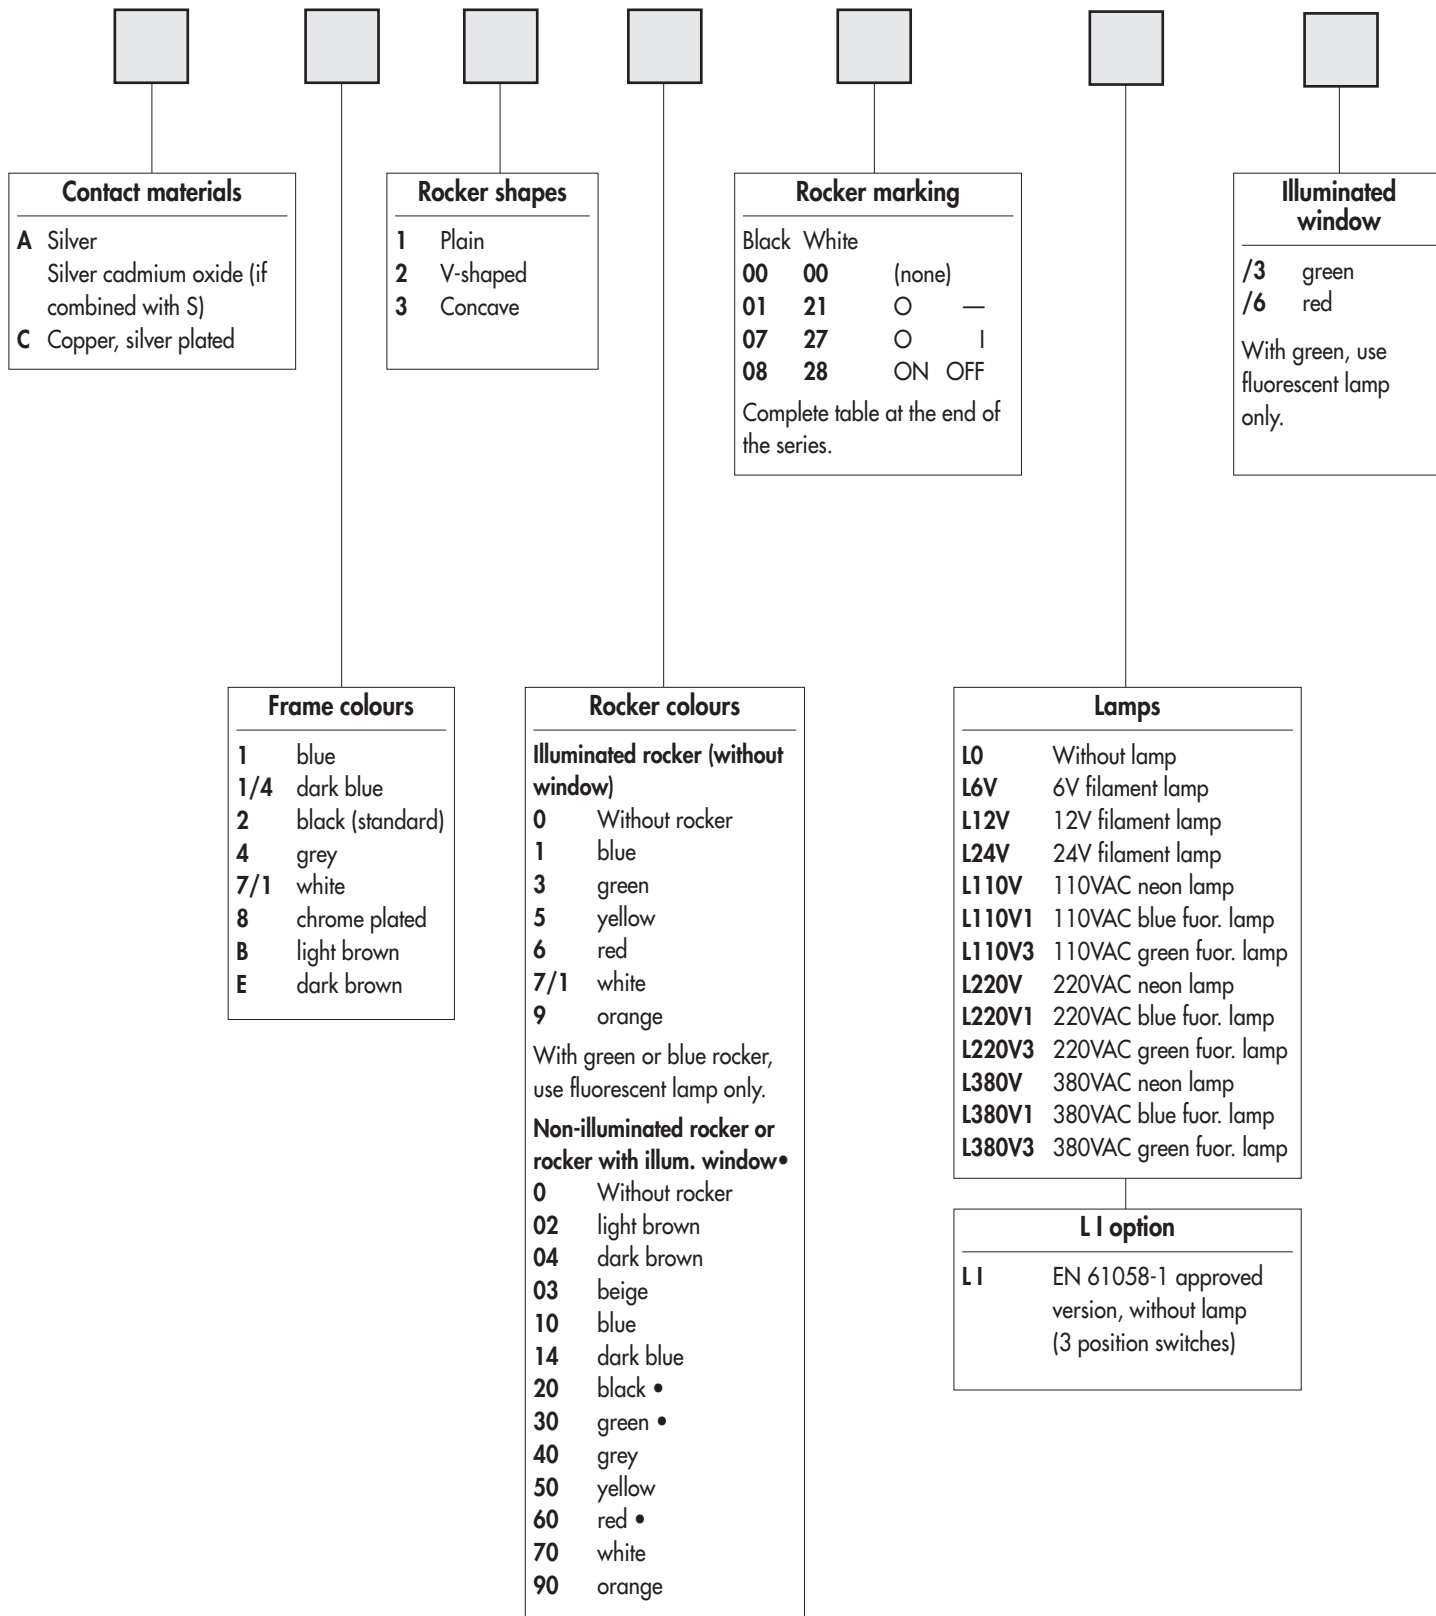 Contact materials
A Silver
Silver cadmium oxide (if
combined with S)
C Copper, silver plated
Rocker shapes
1 Plain
2 V-shaped
3 Concave
Rocker marking
Black White
00 00 (none)
01 21 O —
07 27 O I
08 28 ON OFF
Complete table at the end of
the series.
Illuminated
window
/3 green
/6 red
With green, use
fluorescent lamp
only.
Frame colours
1 blue
1/4 dark blue
2 black (standard)
4 grey
7/1 white
8 chrome plated
B light brown
E dark brown
Rocker colours
Illuminated rocker (without
window)
0 Without rocker
1 blue
3 green
5 yellow
6 red
7/1 white
9 orange
With green or blue rocker,
use fluorescent lamp only.
Non-illuminated rocker or
rocker with illum. window•
0 Without rocker
02 light brown
04 dark brown
03 beige
10 blue
14 dark blue
20 black •
30 green •
40 grey
50 yellow
60 red •
70 white
90 orange
Lamps
L0 Without lamp
L6V 6V filament lamp
L12V 12V filament lamp
L24V 24V filament lamp
L110V 110VAC neon lamp
L110V1 110VAC blue fuor. lamp
L110V3 110VAC green fuor. lamp
L220V 220VAC neon lamp
L220V1 220VAC blue fuor. lamp
L220V3 220VAC green fuor. lamp
L380V 380VAC neon lamp
L380V1 380VAC blue fuor. lamp
L380V3 380VAC green fuor. lamp
L I option
L I EN 61058-1 approved
version, without lamp
(3 position switches)